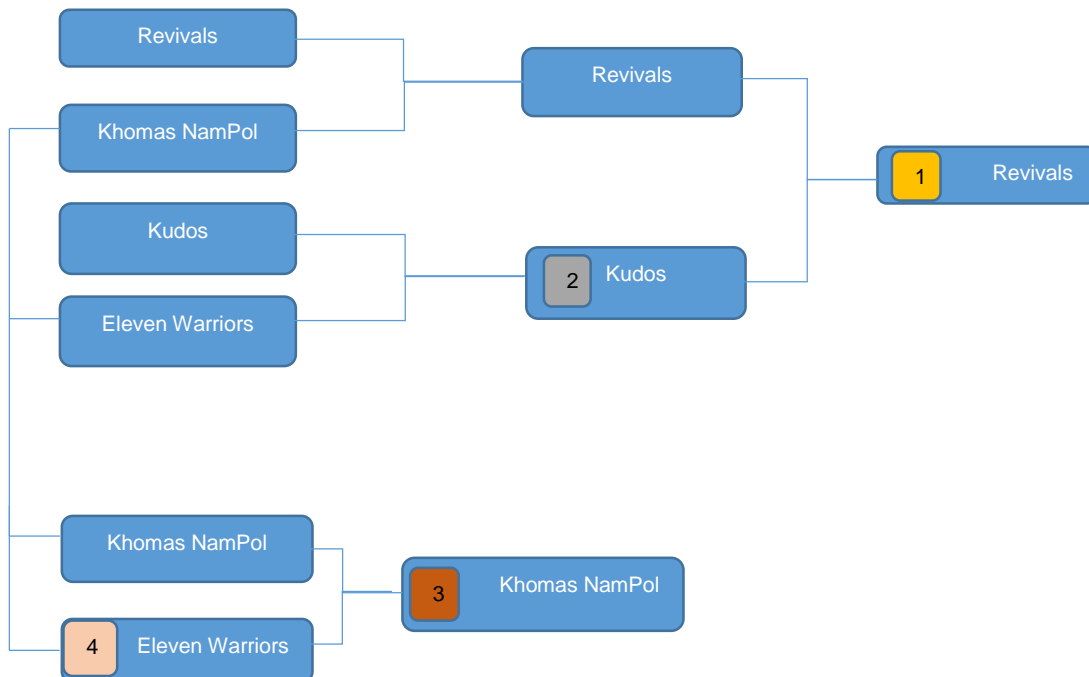 Revivals
Khomas NamPol
Kudos
Eleven Warriors
Revivals
2 Kudos
1 Revivals
Khomas NamPol
4 Eleven Warriors
3 Khomas NamPol